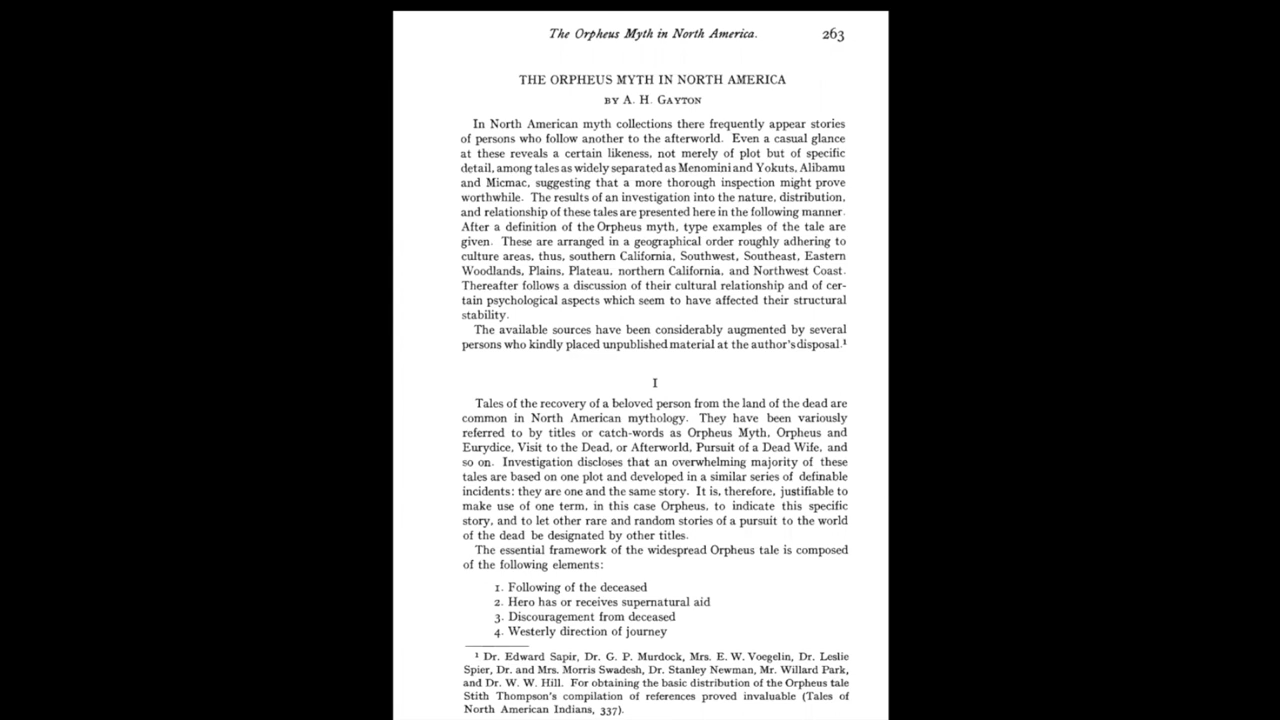 The Orpheus Myth in North America. 263
THE ORPHEUS MYTH IN NORTH AMERICA
BY A. H. GAYTON
In North American myth collections there frequently appear stories
of persons who follow another to the afterworld. Even a casual glance
at these reveals a certain likeness, not merely of plot but of specific
detail, among tales as widely separated as Menomini and Yokuts, Alibamu
and Micmac, suggesting that a more thorough inspection might prove
worthwhile. The results of an investigation into the nature, distribution,
and relationship of these tales are presented here in the following manner.
After a definition of the Orpheus myth, type examples of the tale are
given. These are arranged in a geographical order roughly adhering to
culture areas, thus, southern California, Southwest, Southeast, Eastern
Woodlands, Plains, Plateau, northern California, and Northwest Coast.
Thereafter follows a discussion of their cultural relationship and of cer-
tain psychological aspects which seem to have affected their structural
stability.
The available sources have been considerably augmented by several
persons who kindly placed unpublished material at the author's disposal.¹
I
Tales of the recovery of a beloved person from the land of the dead are
common in North American mythology. They have been variously
referred to by titles or catch-words as Orpheus Myth, Orpheus and
Eurydice, Visit to the Dead, or Afterworld, Pursuit of a Dead Wife, and
so on. Investigation discloses that an overwhelming majority of these
tales are based on one plot and developed in a similar series of definable
incidents: they are one and the same story. It is, therefore, justifiable to
make use of one term, in this case Orpheus, to indicate this specific
story, and to let other rare and random stories of a pursuit to the world
of the dead be designated by other titles.
The essential framework of the widespread Orpheus tale is composed
of the following elements:
1. Following of the deceased
2. Hero has or receives supernatural aid
3. Discouragement from deceased
4. Westerly direction of journey
¹ Dr. Edward Sapir, Dr. G. P. Murdock, Mrs. E. W. Voegelin, Dr. Leslie
Spier, Dr. and Mrs. Morris Swadesh, Dr. Stanley Newman, Mr. Willard Park,
and Dr. W. W. Hill. For obtaining the basic distribution of the Orpheus tale
Stith Thompson's compilation of references proved invaluable (Tales of
North American Indians, 337).